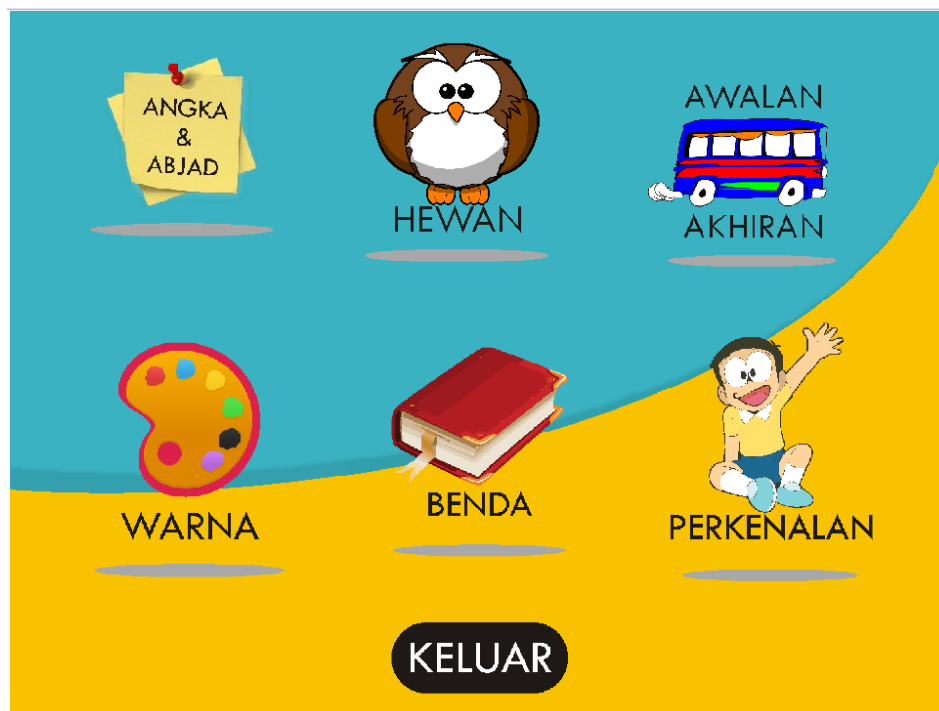 ANGKA
&
ABJAD
HEWAN
AWALAN
AKHIRAN
WARNA
BENDA
PERKENALAN
KELUAR